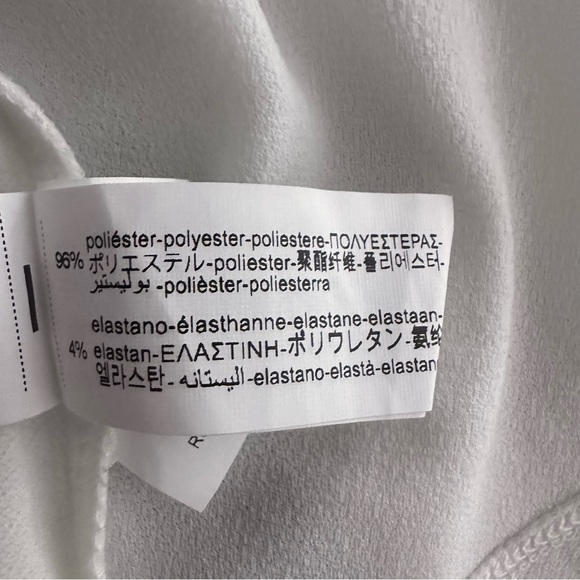 poliéster-polyester-poliestere-ΠΟΛΥΕΣΤΕΡΑΣ-
96% ポリエステル-poliester-聚酯纤维-폴리에스터-
بوليستير -polièster-poliesterra
elastano-élasthanne-elastane-elastaan-
4% elastan-ΕΛΑΣΤΙΝΗ-ポリウレタン-氨纶
엘라스탄- اليستانه -elastano-elastà-elastano
R